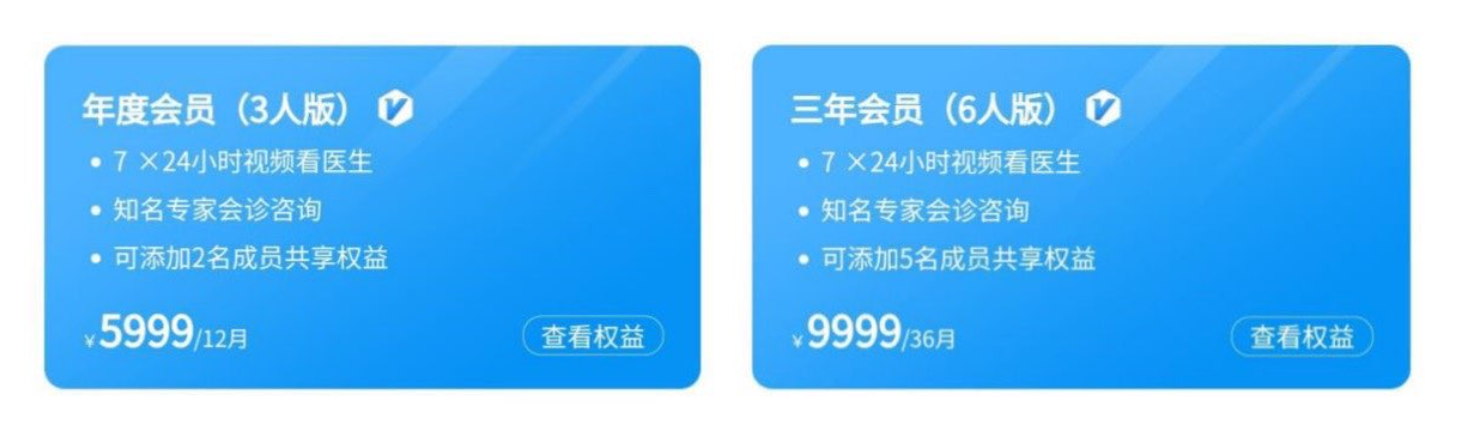 年度会员（3人版）
• 7 ×24小时视频看医生
• 知名专家会诊咨询
• 可添加2名成员共享权益
¥5999/12月 查看权益
三年会员（6人版）
• 7 ×24小时视频看医生
• 知名专家会诊咨询
• 可添加5名成员共享权益
¥9999/36月 查看权益